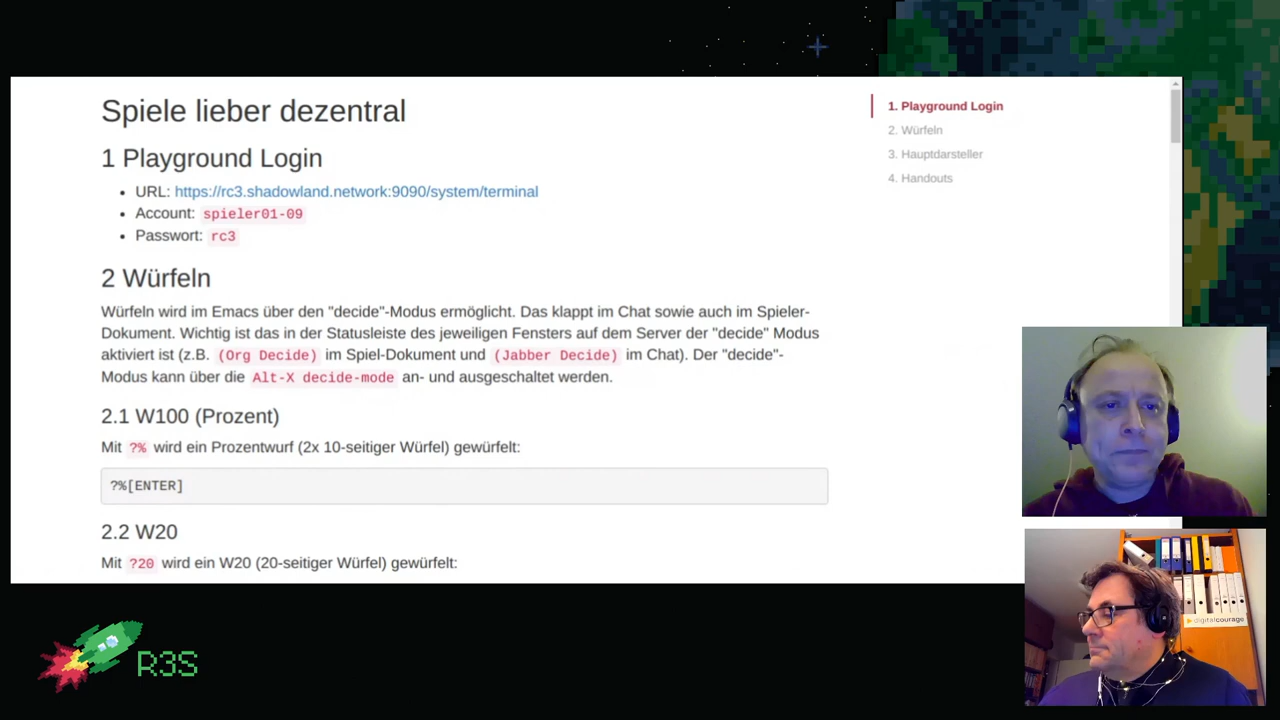 Spiele lieber dezentral
1 Playground Login
• URL: https://rc3.shadowland.network:9090/system/terminal
• Account: spieler01-09
• Passwort: rc3
2 Würfeln
Würfeln wird im Emacs über den "decide"-Modus ermöglicht. Das klappt im Chat sowie auch im Spieler-
Dokument. Wichtig ist das in der Statusleiste des jeweiligen Fensters auf dem Server der "decide" Modus
aktiviert ist (z.B. (Org Decide) im Spiel-Dokument und (Jabber Decide) im Chat). Der "decide"-
Modus kann über die Alt-X decide-mode an- und ausgeschaltet werden.
2.1 W100 (Prozent)
Mit ?% wird ein Prozentwurf (2x 10-seitiger Würfel) gewürfelt:
?%[ENTER]
2.2 W20
Mit ?20 wird ein W20 (20-seitiger Würfel) gewürfelt:
1. Playground Login
2. Würfeln
3. Hauptdarsteller
4. Handouts
digitalcourage
R3S